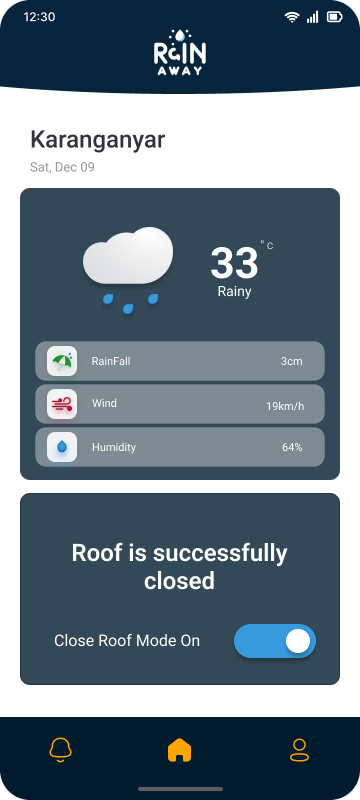 12:30
RAIN
AWAY
Karanganyar
Sat, Dec 09
33 °C
Rainy
RainFall 3cm
Wind 19km/h
Humidity 64%
Roof is successfully
closed
Close Roof Mode On